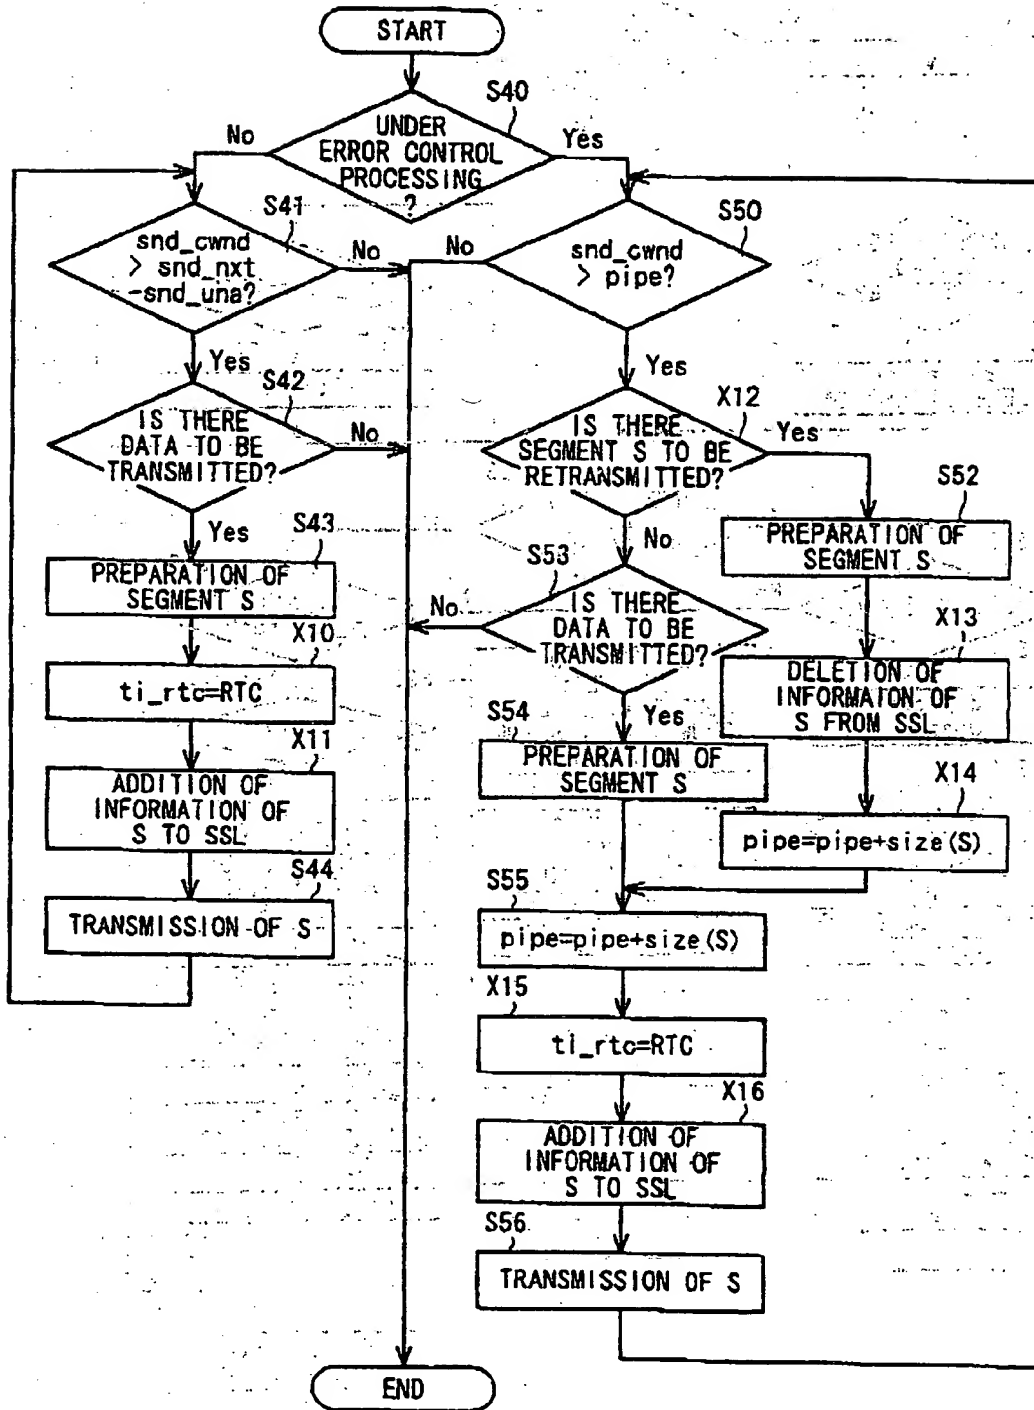 START
S40
UNDER
ERROR CONTROL
PROCESSING
?
No
Yes
S41
snd_cwnd
> snd_nxt
-snd_una?
No
Yes
S42
IS THERE
DATA TO BE
TRANSMITTED?
No
Yes
S43
PREPARATION OF
SEGMENT S
X10
ti_rtc=RTC
X11
ADDITION OF
INFORMATION OF
S TO SSL
S44
TRANSMISSION OF S
S50
snd_cwnd
> pipe?
No
Yes
X12
IS THERE
SEGMENT S TO BE
RETRANSMITTED?
Yes
No
S52
PREPARATION OF
SEGMENT S
X13
DELETION OF
INFORMAION OF
S FROM SSL
X14
pipe=pipe+size(S)
S53
IS THERE
DATA TO BE
TRANSMITTED?
No
Yes
S54
PREPARATION OF
SEGMENT S
S55
pipe=pipe+size(S)
X15
ti_rtc=RTC
X16
ADDITION OF
INFORMATION OF
S TO SSL
S56
TRANSMISSION OF S
END